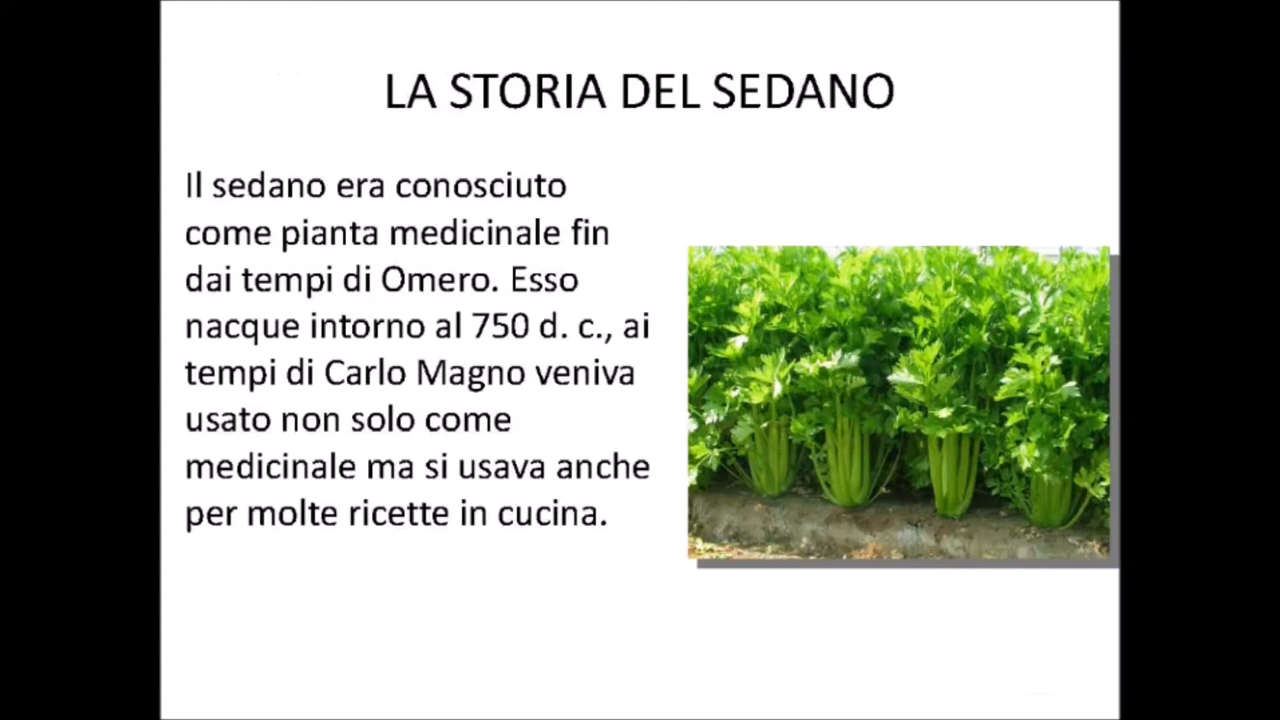 LA STORIA DEL SEDANO
Il sedano era conosciuto
come pianta medicinale fin
dai tempi di Omero. Esso
nacque intorno al 750 d. c., ai
tempi di Carlo Magno veniva
usato non solo come
medicinale ma si usava anche
per molte ricette in cucina.